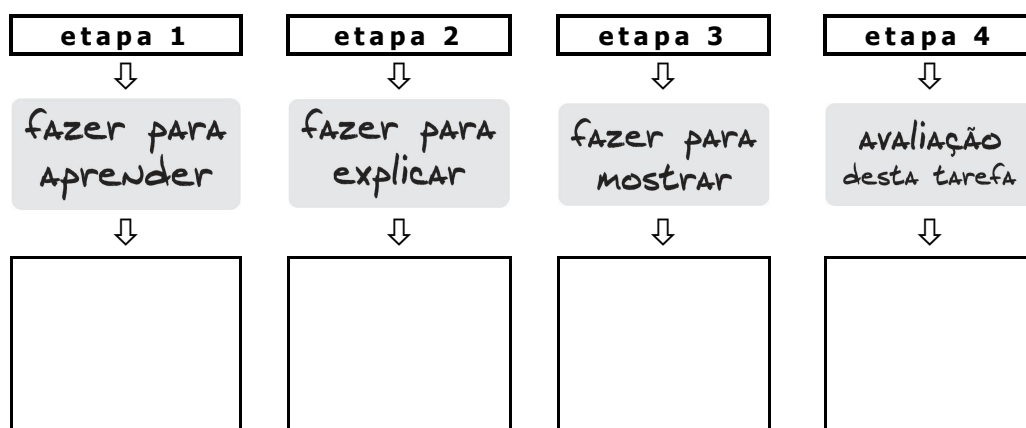 etapa 1
fazer para
aprender
etapa 2
fazer para
explicar
etapa 3
fazer para
mostrar
etapa 4
avaliação
desta tarefa